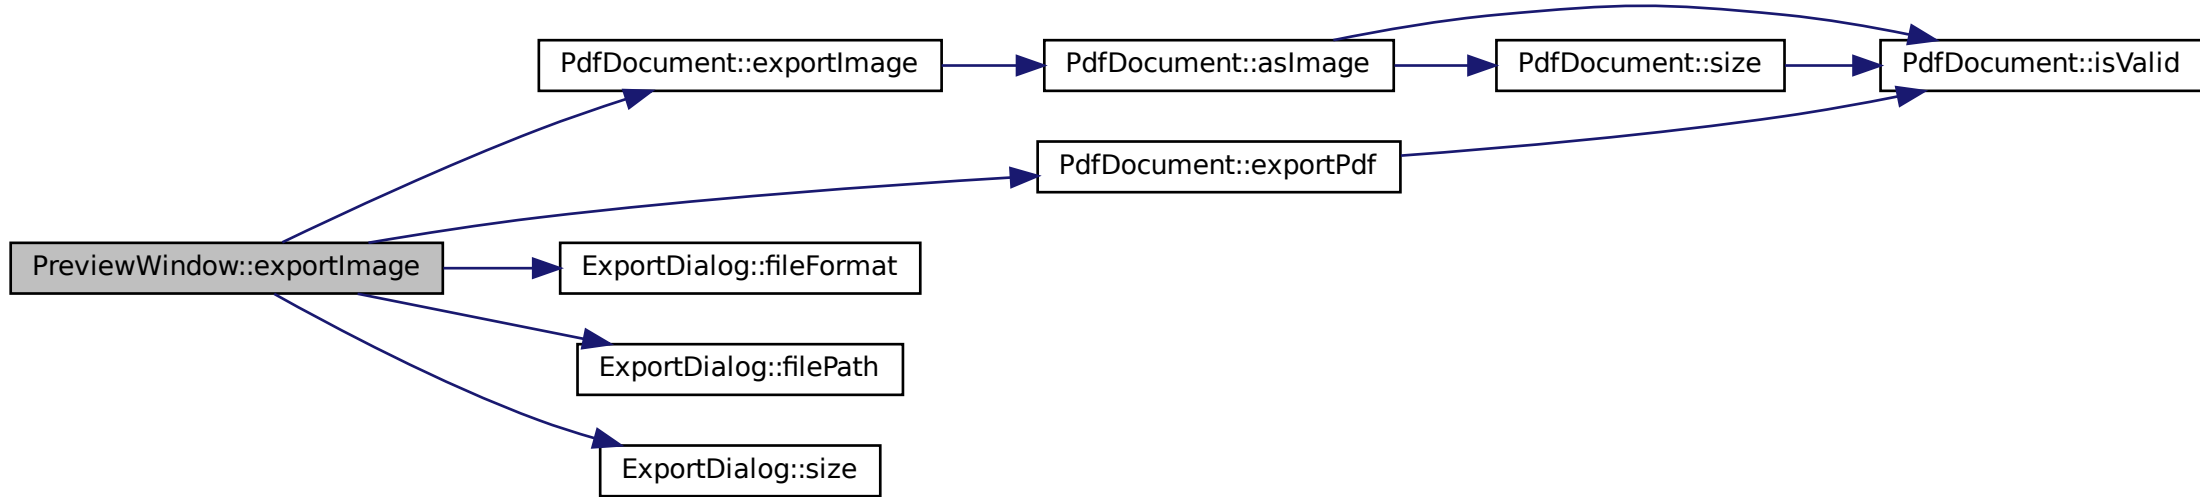 PdfDocument::exportImage
PdfDocument::asImage
PdfDocument::size
PdfDocument::isValid
PdfDocument::exportPdf
PreviewWindow::exportImage
ExportDialog::fileFormat
ExportDialog::filePath
ExportDialog::size